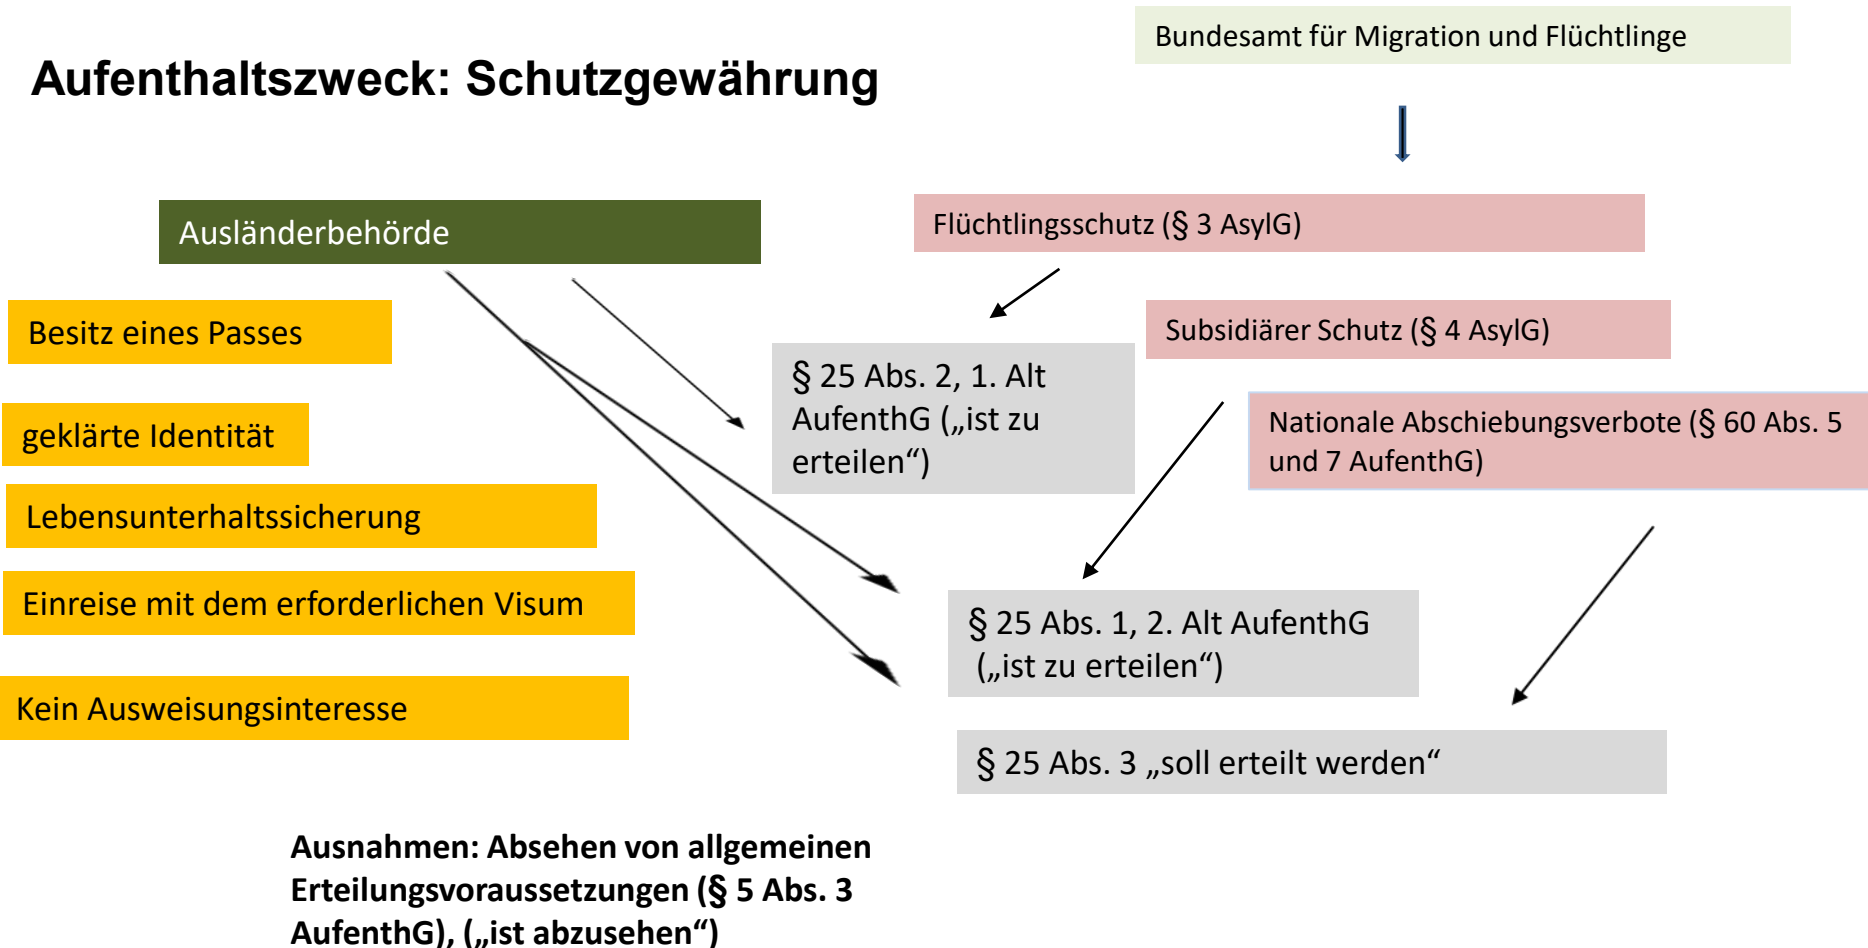 Bundesamt für Migration und Flüchtlinge
Aufenthaltszweck: Schutzgewährung
Ausländerbehörde
Flüchtlingsschutz (§ 3 AsylG)
Besitz eines Passes
Subsidiärer Schutz (§ 4 AsylG)
§ 25 Abs. 2, 1. Alt
AufenthG („ist zu
erteilen“)
geklärte Identität
Nationale Abschiebungsverbote (§ 60 Abs. 5
und 7 AufenthG)
Lebensunterhaltssicherung
Einreise mit dem erforderlichen Visum
§ 25 Abs. 1, 2. Alt AufenthG
(„ist zu erteilen“)
Kein Ausweisungsinteresse
§ 25 Abs. 3 „soll erteilt werden“
Ausnahmen: Absehen von allgemeinen
Erteilungsvoraussetzungen (§ 5 Abs. 3
AufenthG), („ist abzusehen“)